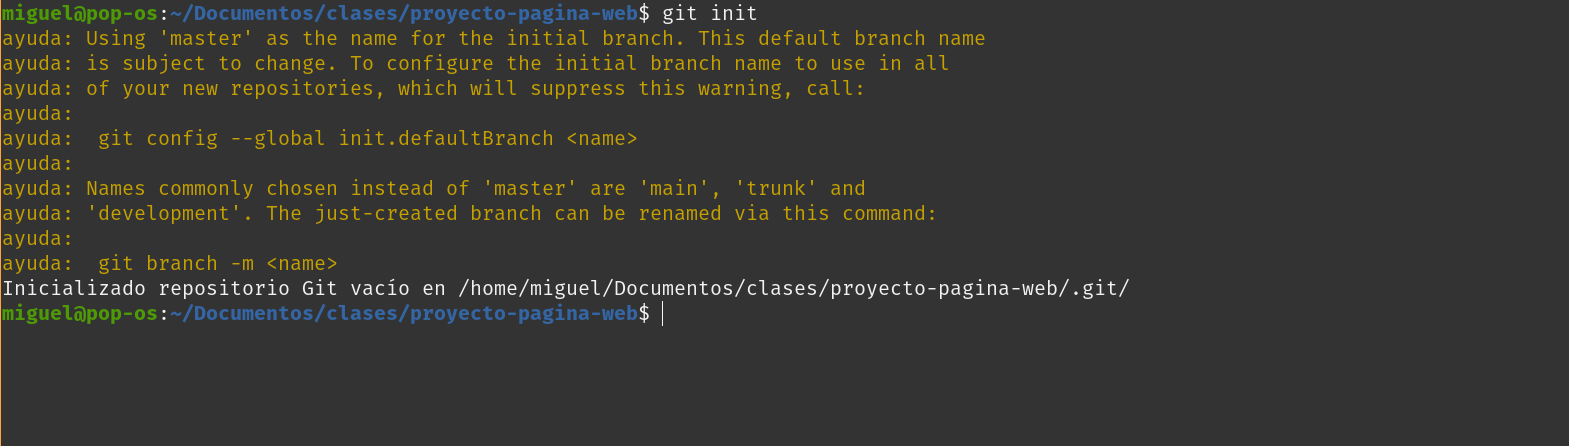 miguel@pop-os:~/Documentos/clases/proyecto-pagina-web$ git init
ayuda: Using 'master' as the name for the initial branch. This default branch name
ayuda: is subject to change. To configure the initial branch name to use in all
ayuda: of your new repositories, which will suppress this warning, call:
ayuda:
ayuda:  git config --global init.defaultBranch <name>
ayuda:
ayuda: Names commonly chosen instead of 'master' are 'main', 'trunk' and
ayuda: 'development'. The just-created branch can be renamed via this command:
ayuda:
ayuda:  git branch -m <name>
Inicializado repositorio Git vacío en /home/miguel/Documentos/clases/proyecto-pagina-web/.git/
miguel@pop-os:~/Documentos/clases/proyecto-pagina-web$